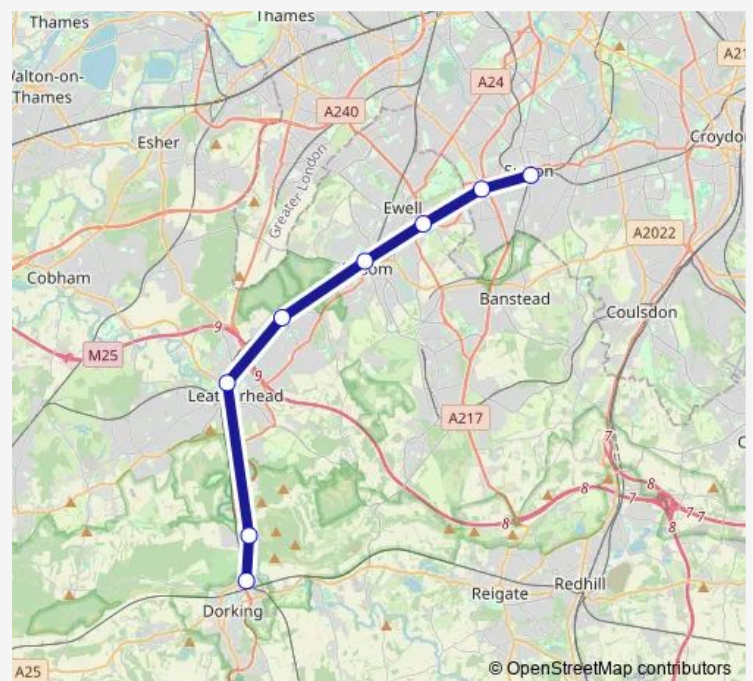 Thames
Thames
Walton-on-
Thames
A24
A240
Esher
Croydon
Greater London
Ewell
A2022
Cobham
Banstead
Coulsdon
9
M25
9
A217
7
8
8
7
7
7
8
8
Reigate
Redhill
Dorking
A25
© OpenStreetMap contributors